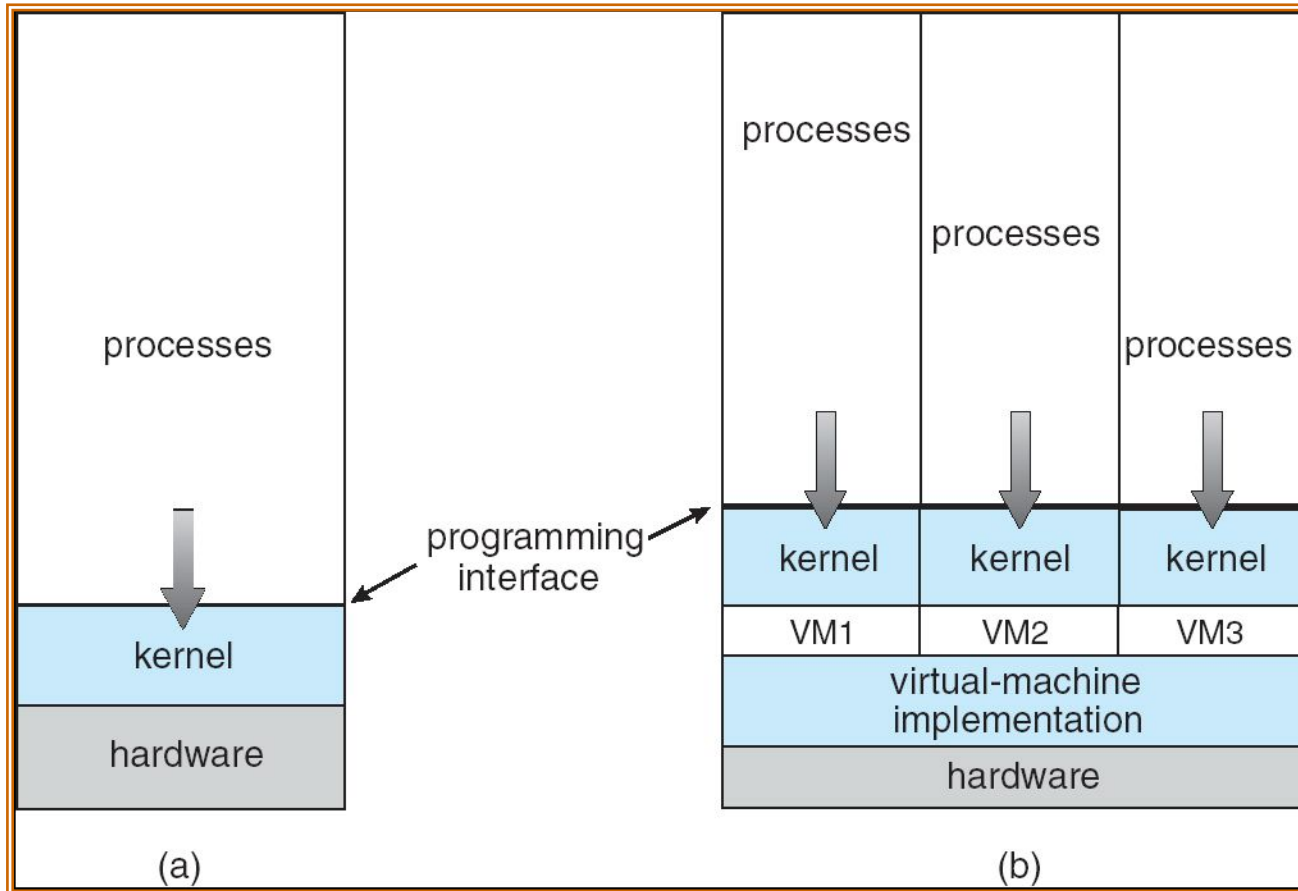 processes
kernel
hardware
(a)
programming
interface
processes
processes
processes
kernel
kernel
kernel
VM1
VM2
VM3
virtual-machine
implementation
hardware
(b)